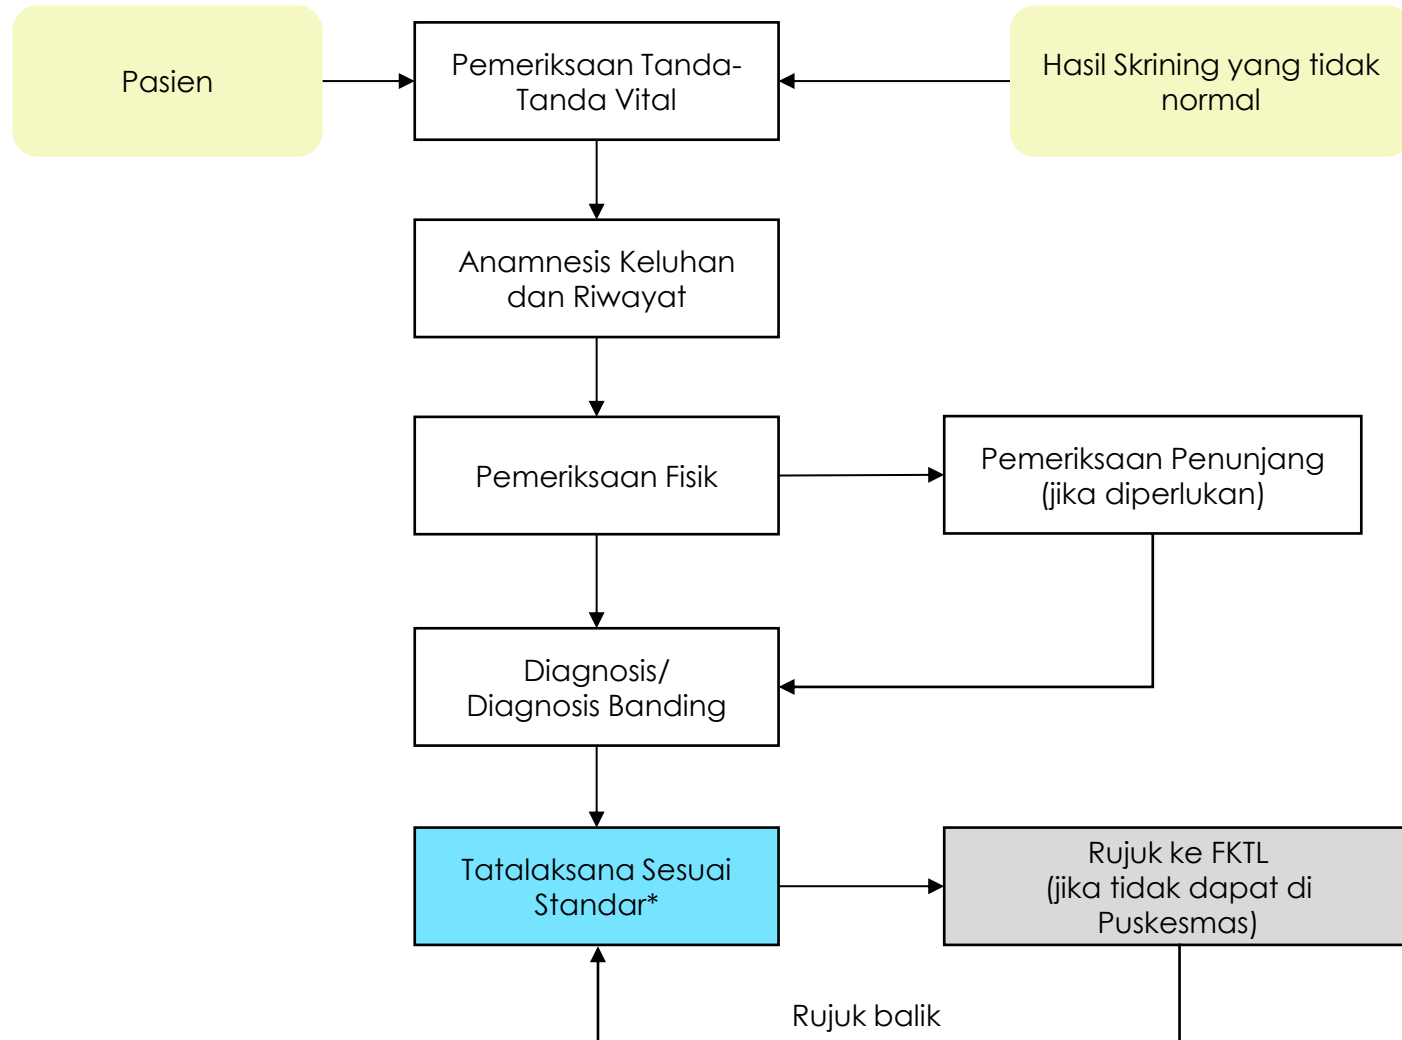 Pasien
Pemeriksaan Tanda-
Tanda Vital
Hasil Skrining yang tidak
normal
Anamnesis Keluhan
dan Riwayat
Pemeriksaan Fisik
Pemeriksaan Penunjang
(jika diperlukan)
Diagnosis/
Diagnosis Banding
Tatalaksana Sesuai
Standar*
Rujuk ke FKTL
(jika tidak dapat di
Puskesmas)
Rujuk balik